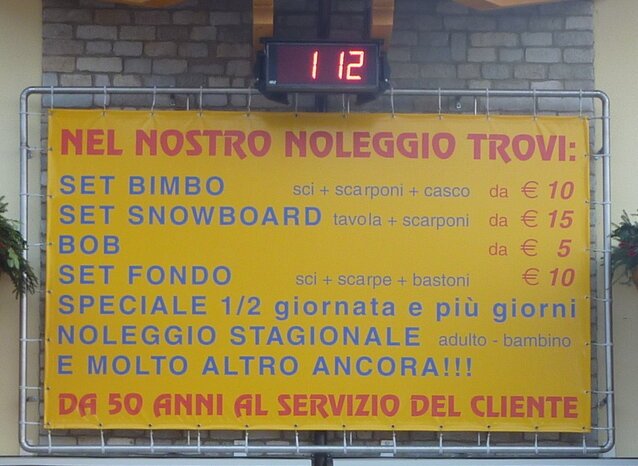 112
NEL NOSTRO NOLEGGIO TROVI:
SET BIMBO sci + scarponi + casco da € 10
SET SNOWBOARD tavola + scarponi da € 15
BOB da € 5
SET FONDO sci + scarpe + bastoni € 10
SPECIALE 1/2 giornata e più giorni
NOLEGGIO STAGIONALE adulto - bambino
E MOLTO ALTRO ANCORA!!!
DA 50 ANNI AL SERVIZIO DEL CLIENTE